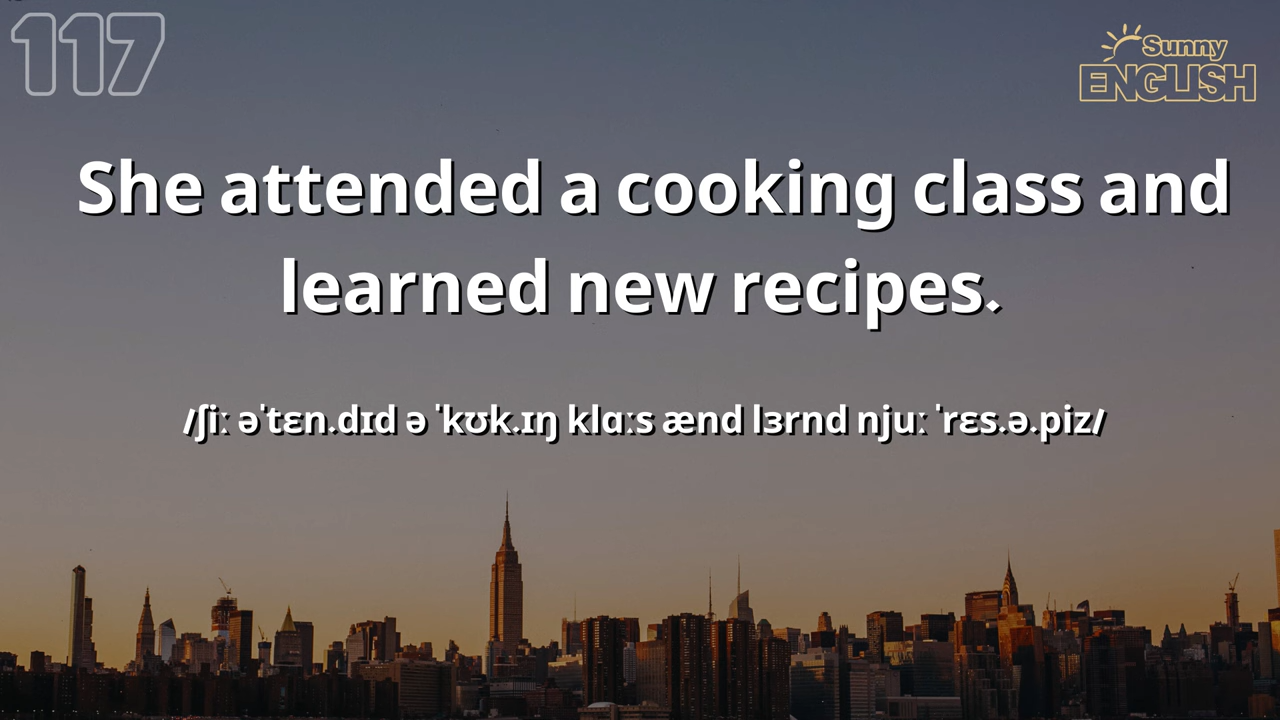 117
Sunny
ENGLISH
She attended a cooking class and
learned new recipes.
/ʃiː əˈtɛn.dɪd ə ˈkʊk.ɪŋ klɑːs ænd lɜrnd njuː ˈrɛs.ə.piz/